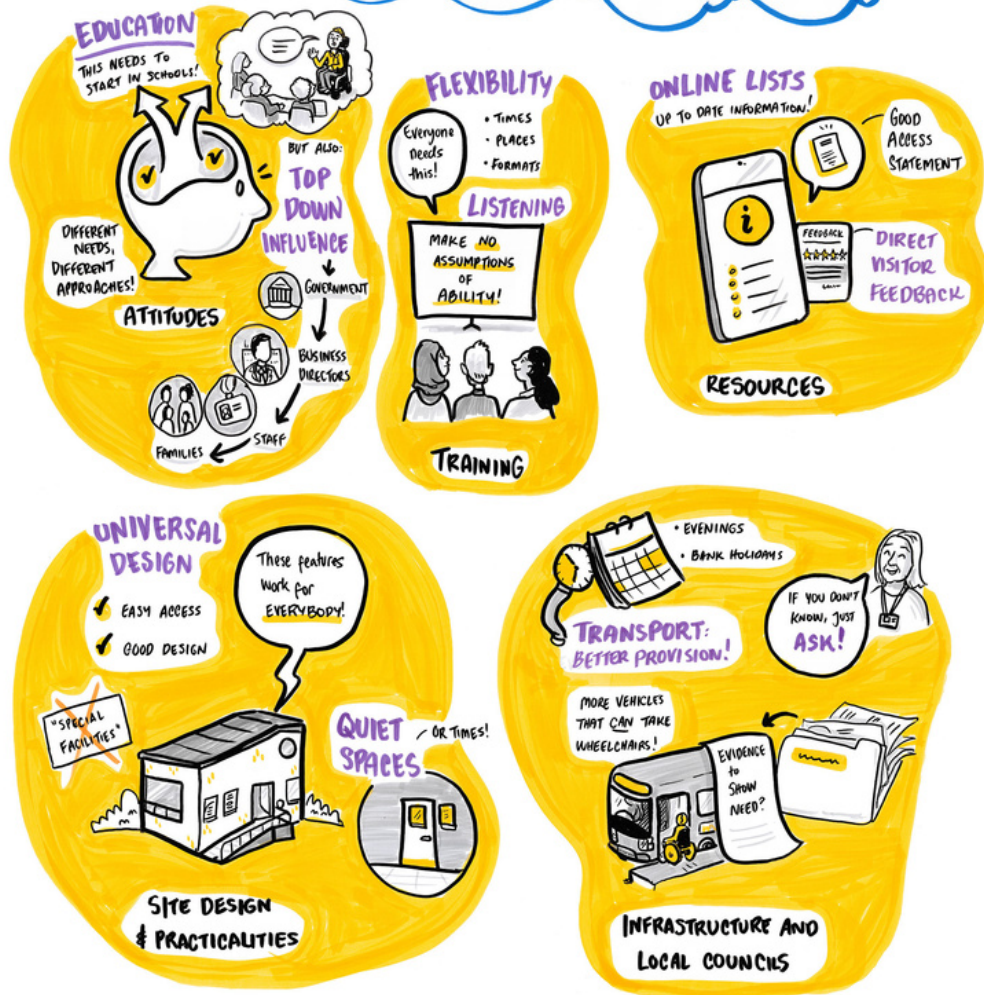 EDUCATION
THIS NEEDS TO
START IN SCHOOLS!
BUT ALSO:
TOP
DOWN
INFLUENCE
GOVERNMENT
BUSINESS
DIRECTORS
STAFF
FAMILIES
DIFFERENT
NEEDS,
DIFFERENT
APPROACHES!
ATTITUDES
FLEXIBILITY
Everyone
needs
this!
• TIMES
• PLACES
• FORMATS
LISTENING
MAKE NO
ASSUMPTIONS
OF
ABILITY!
TRAINING
ONLINE LISTS
UP TO DATE INFORMATION!
GOOD
ACCESS
STATEMENT
i
FEEDBACK
DIRECT
VISITOR
FEEDBACK
RESOURCES
UNIVERSAL
DESIGN
✓ EASY ACCESS
✓ GOOD DESIGN
These features
work for
EVERYBODY!
"SPECIAL
FACILITIES"
QUIET
SPACES
OR TIMES!
SITE DESIGN
& PRACTICALITIES
• EVENINGS
• BANK HOLIDAYS
TRANSPORT:
BETTER PROVISION!
IF YOU DON'T
KNOW, JUST
ASK!
MORE VEHICLES
THAT CAN TAKE
WHEELCHAIRS!
EVIDENCE
to
SHOW
NEED?
INFRASTRUCTURE AND
LOCAL COUNCILS